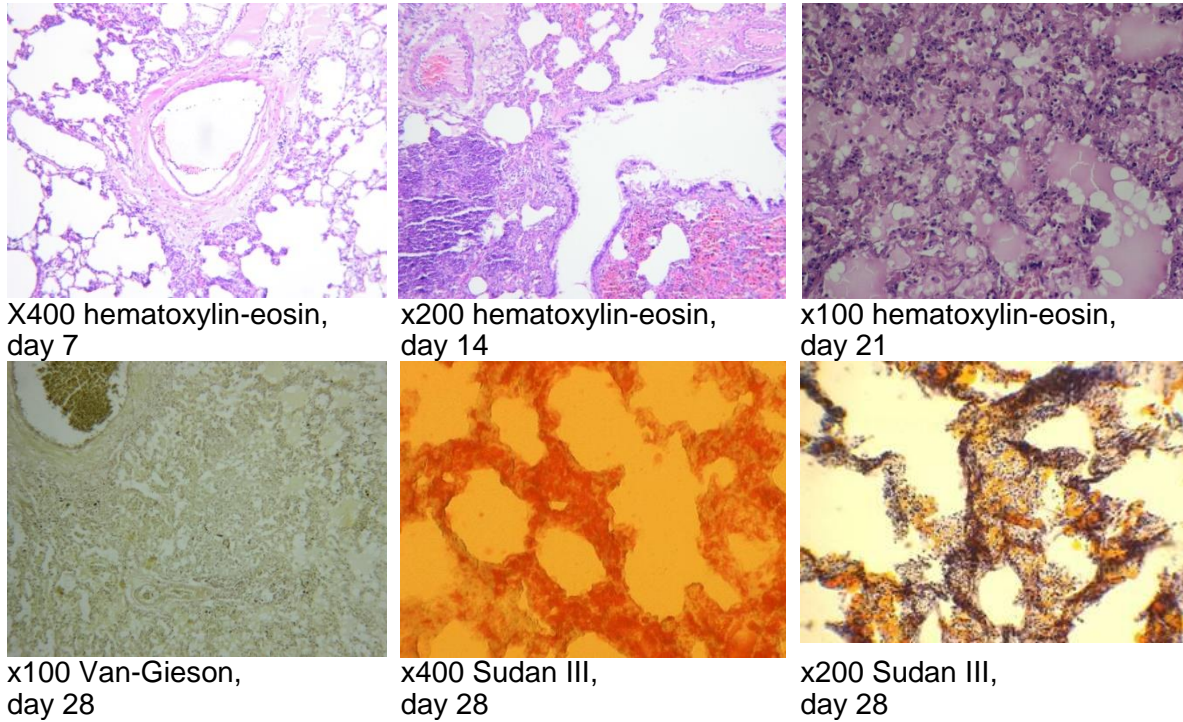 X400 hematoxylin-eosin,
day 7
x200 hematoxylin-eosin,
day 14
x100 hematoxylin-eosin,
day 21
x100 Van-Gieson,
day 28
x400 Sudan III,
day 28
x200 Sudan III,
day 28